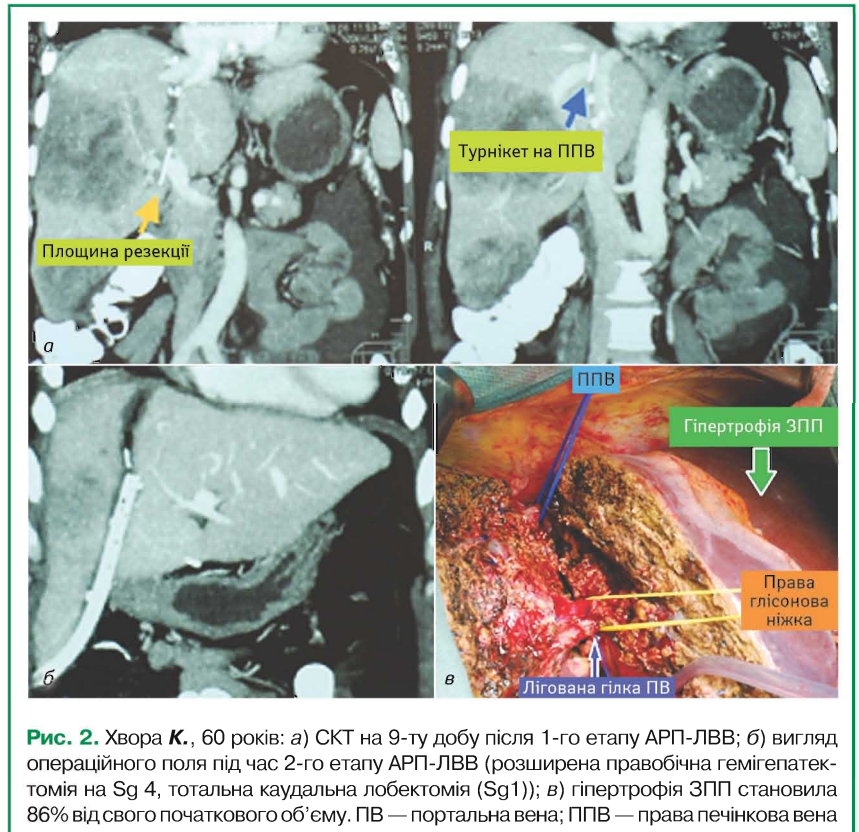 Турнікет на ППВ
Площина резекції
а
R
ППВ
Гіпертрофія ЗПП
Права
глісонова
ніжка
Лігована гілка ПВ
б
в
Рис. 2. Хвора К., 60 років: а) СКТ на 9-ту добу після 1-го етапу АРП-ЛВВ; б) вигляд
операційного поля під час 2-го етапу АРП-ЛВВ (розширена правобічна гемігепатек-
томія на Sg 4, тотальна каудальна лобектомія (Sg1)); в) гіпертрофія ЗПП становила
86% від свого початкового об’єму. ПВ — портальна вена; ППВ — права печінкова вена